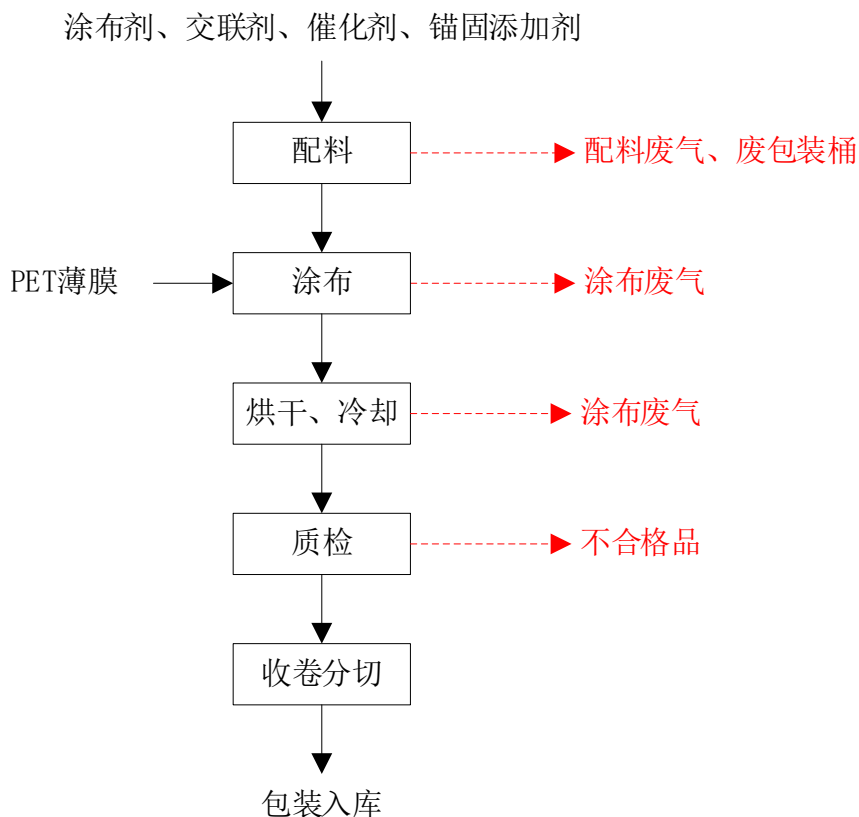 涂布剂、交联剂、催化剂、锚固添加剂
配料
配料废气、废包装桶
PET薄膜
涂布
涂布废气
烘干、冷却
涂布废气
质检
不合格品
收卷分切
包装入库